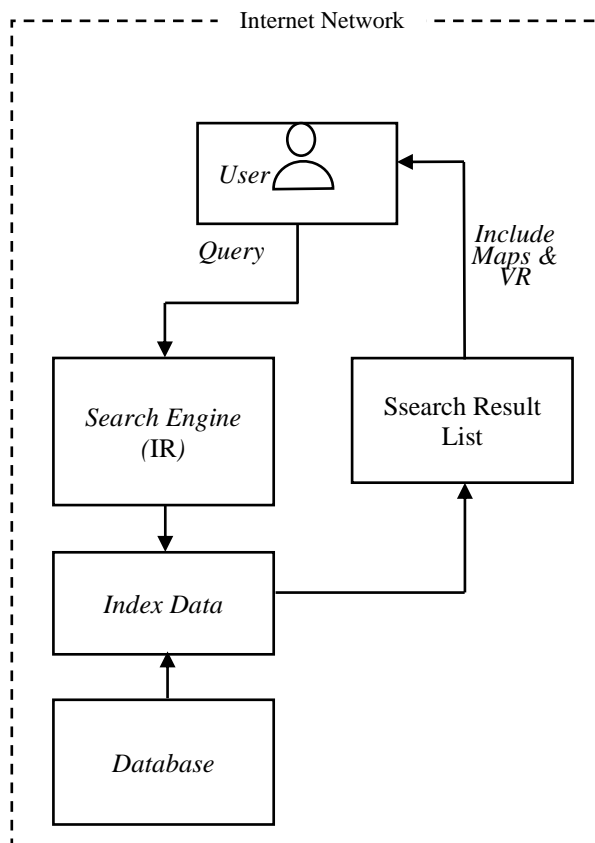 Internet Network
User
Query
Include
Maps &
VR
Search Engine
(IR)
Ssearch Result
List
Index Data
Database